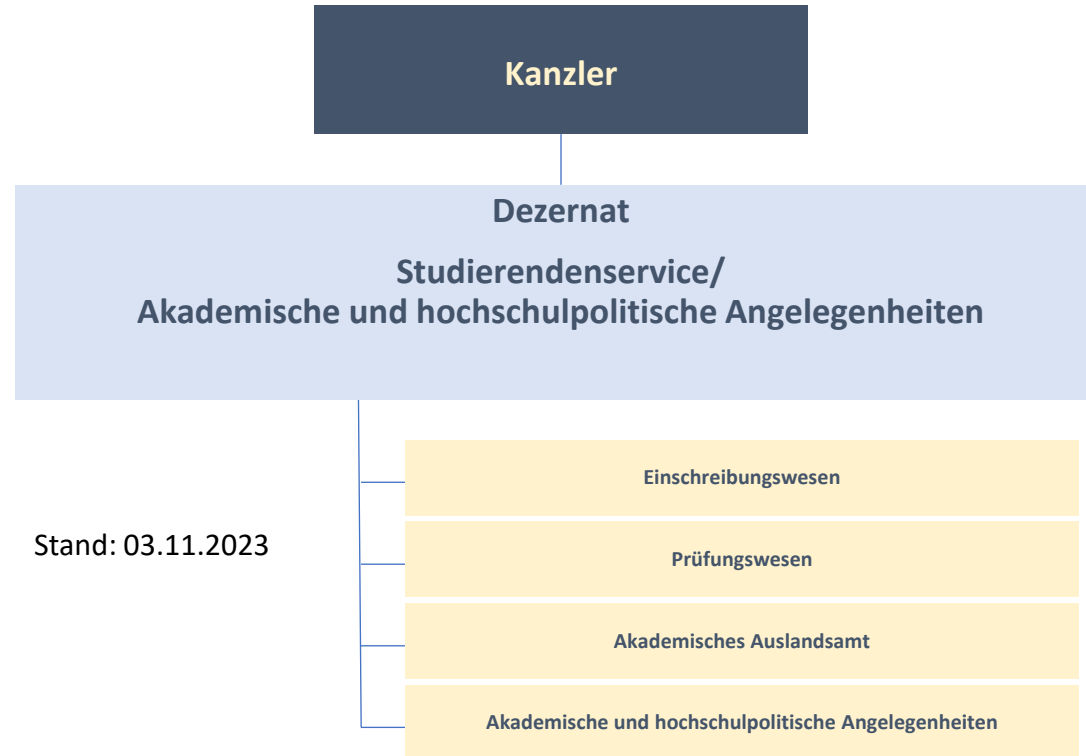 Kanzler
Dezernat
Studierendenservice/
Akademische und hochschulpolitische Angelegenheiten
Einschreibungswesen
Stand: 03.11.2023
Prüfungswesen
Akademisches Auslandsamt
Akademische und hochschulpolitische Angelegenheiten